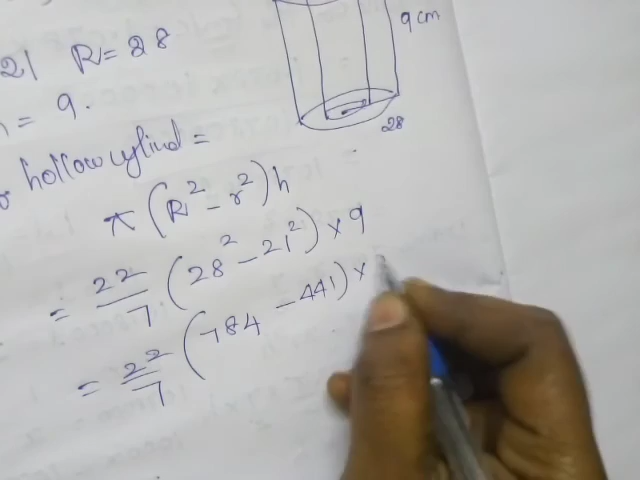 9 cm
21 R = 28
= 9.
28
hollow cylind =
π (R² - r²) h
= 22/7 (28² - 21²) × 9
= 22/7 (784 - 441) ×